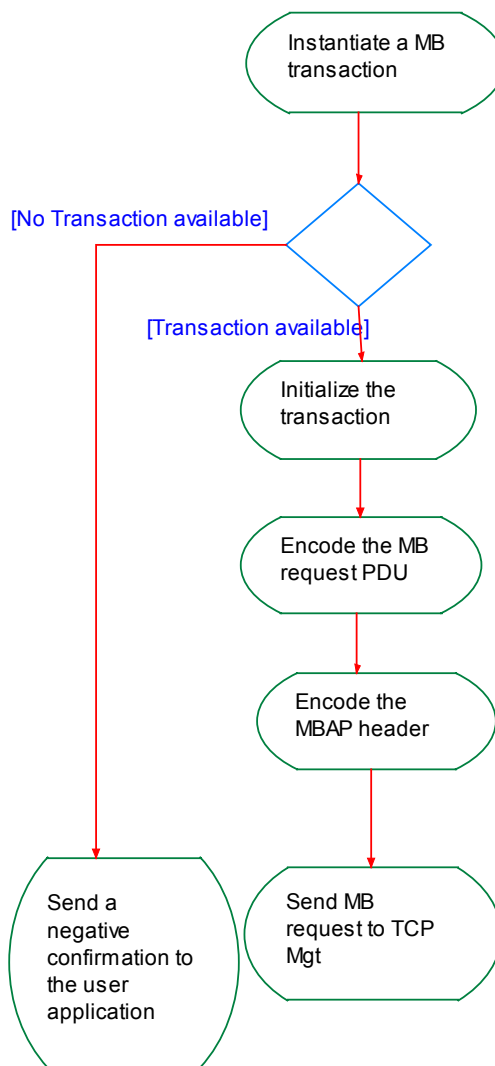 Instantiate a MB
transaction
[No Transaction available]
[Transaction available]
Initialize the
transaction
Encode the MB
request PDU
Encode the
MBAP header
Send a
negative
confirmation to
the user
application
Send MB
request to TCP
Mgt